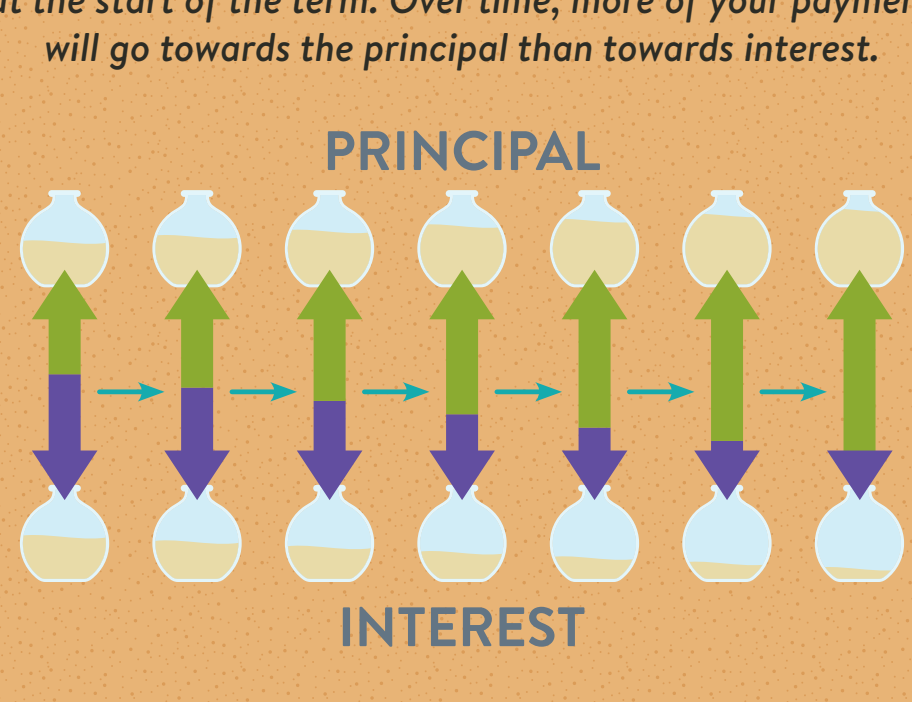 at the start of the term. Over time, more of your
will go towards the principal than towards interest.
PRINCIPAL
INTEREST